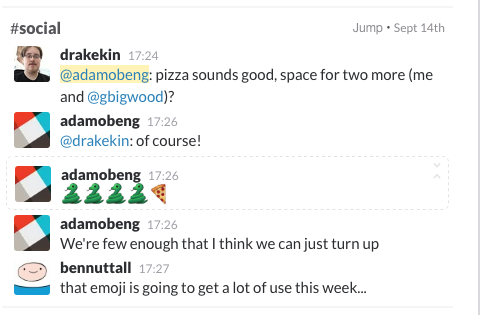 #social
Jump • Sept 14th
drakekin 17:24
@adamobeng: pizza sounds good, space for two more (me
and @gbigwood)?
adamobeng 17:26
@drakekin: of course!
adamobeng 17:26
🐍🐍🐍🐍🍕
adamobeng 17:26
We're few enough that I think we can just turn up
bennuttall 17:27
that emoji is going to get a lot of use this week...